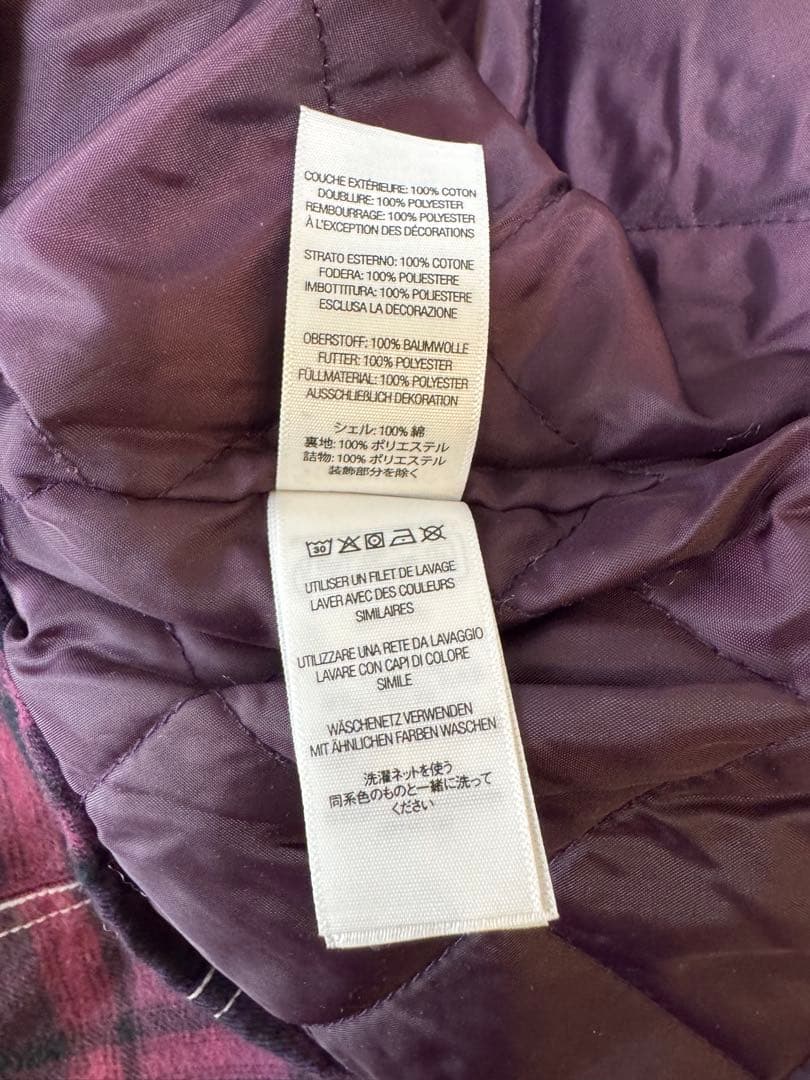 COUCHE EXTÉRIEURE: 100% COTON
DOUBLURE: 100% POLYESTER
REMBOURRAGE: 100% POLYESTER
À L'EXCEPTION DES DÉCORATIONS
STRATO ESTERNO: 100% COTONE
FODERA: 100% POLIESTERE
IMBOTTITURA: 100% POLIESTERE
ESCLUSA LA DECORAZIONE
OBERSTOFF: 100% BAUMWOLLE
FUTTER: 100% POLYESTER
FÜLLMATERIAL: 100% POLYESTER
AUSSCHLIEßLICH DEKORATION
シェル: 100% 綿
裏地: 100% ポリエステル
詰物: 100% ポリエステル
装飾部分を除く
30
UTILISER UN FILET DE LAVAGE
LAVER AVEC DES COULEURS
SIMILAIRES
UTILIZZARE UNA RETE DA LAVAGGIO
LAVARE CON CAPI DI COLORE
SIMILE
WÄSCHENETZ VERWENDEN
MIT ÄHNLICHEN FARBEN WASCHEN
洗濯ネットを使う
同系色のものと一緒に洗って
ください